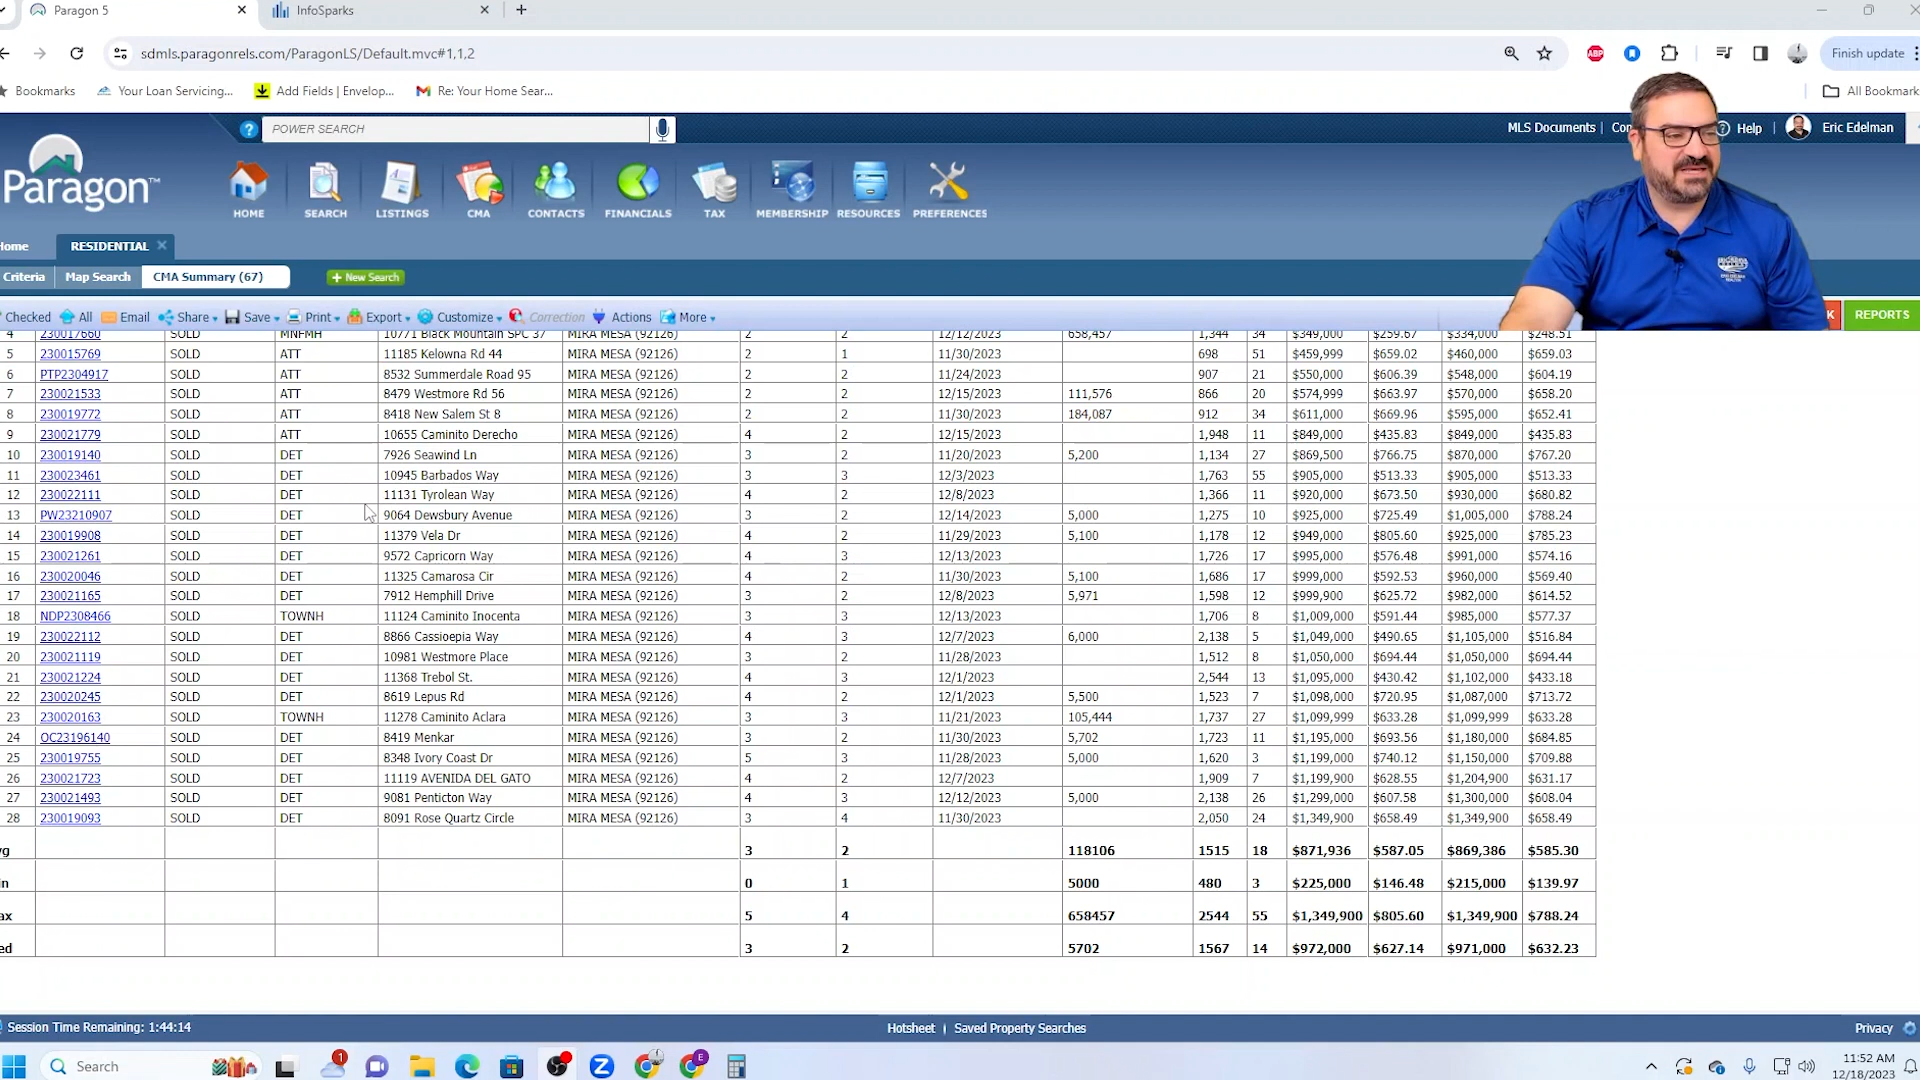 Paragon 5
InfoSparks
sdmls.paragonrels.com/ParagonLS/Default.mvc#1,1,2
Finish update
Bookmarks Your Loan Servicing... Add Fields | Envelop... Re: Your Home Sear...
All Bookmark
POWER SEARCH
MLS Documents | Con
Help | Eric Edelman
Paragon™
HOME SEARCH LISTINGS CMA CONTACTS FINANCIALS TAX MEMBERSHIP RESOURCES PREFERENCES
Home RESIDENTIAL
Criteria Map Search CMA Summary (67) New Search
Checked All Email Share Save Print Export Customize Correction Actions More
REPORTS
4 230017660 SOLD MNFMH 10771 Black Mountain SPC 37 MIRA MESA (92126) 2 2 12/12/2023 658,457 1,344 34 $349,000 $259.67 $334,000 $248.51
5 230015769 SOLD ATT 11185 Kelowna Rd 44 MIRA MESA (92126) 2 1 11/30/2023 698 51 $459,999 $659.02 $460,000 $659.03
6 PTP2304917 SOLD ATT 8532 Summerdale Road 95 MIRA MESA (92126) 2 2 11/24/2023 907 21 $550,000 $606.39 $548,000 $604.19
7 230021533 SOLD ATT 8479 Westmore Rd 56 MIRA MESA (92126) 2 2 12/15/2023 111,576 866 20 $574,999 $663.97 $570,000 $658.20
8 230019772 SOLD ATT 8418 New Salem St 8 MIRA MESA (92126) 2 2 11/30/2023 184,087 912 34 $611,000 $669.96 $595,000 $652.41
9 230021779 SOLD ATT 10655 Caminito Derecho MIRA MESA (92126) 4 2 12/15/2023 1,948 11 $849,000 $435.83 $849,000 $435.83
10 230019140 SOLD DET 7926 Seawind Ln MIRA MESA (92126) 3 2 11/20/2023 5,200 1,134 27 $869,500 $766.75 $870,000 $767.20
11 230023461 SOLD DET 10945 Barbados Way MIRA MESA (92126) 3 3 12/3/2023 1,763 55 $905,000 $513.33 $905,000 $513.33
12 230022111 SOLD DET 11131 Tyrolean Way MIRA MESA (92126) 4 2 12/8/2023 1,366 11 $920,000 $673.50 $930,000 $680.82
13 PW23210907 SOLD DET 9064 Dewsbury Avenue MIRA MESA (92126) 3 2 12/14/2023 5,000 1,275 10 $925,000 $725.49 $1,005,000 $788.24
14 230019908 SOLD DET 11379 Vela Dr MIRA MESA (92126) 4 2 11/29/2023 5,100 1,178 12 $949,000 $805.60 $925,000 $785.23
15 230021261 SOLD DET 9572 Capricorn Way MIRA MESA (92126) 4 3 12/13/2023 1,726 17 $995,000 $576.48 $991,000 $574.16
16 230020046 SOLD DET 11325 Camarosa Cir MIRA MESA (92126) 4 2 11/30/2023 5,100 1,686 17 $999,000 $592.53 $960,000 $569.40
17 230021165 SOLD DET 7912 Hemphill Drive MIRA MESA (92126) 3 2 12/8/2023 5,971 1,598 12 $999,900 $625.72 $982,000 $614.52
18 NDP2308466 SOLD TOWNH 11124 Caminito Inocenta MIRA MESA (92126) 3 3 12/13/2023 1,706 8 $1,009,000 $591.44 $985,000 $577.37
19 230022112 SOLD DET 8866 Cassioepia Way MIRA MESA (92126) 4 3 12/7/2023 6,000 2,138 5 $1,049,000 $490.65 $1,105,000 $516.84
20 230021119 SOLD DET 10981 Westmore Place MIRA MESA (92126) 3 2 11/28/2023 1,512 8 $1,050,000 $694.44 $1,050,000 $694.44
21 230021224 SOLD DET 11368 Trebol St. MIRA MESA (92126) 4 3 12/1/2023 2,544 13 $1,095,000 $430.42 $1,102,000 $433.18
22 230020245 SOLD DET 8619 Lepus Rd MIRA MESA (92126) 4 2 12/1/2023 5,500 1,523 7 $1,098,000 $720.95 $1,087,000 $713.72
23 230020163 SOLD TOWNH 11278 Caminito Aclara MIRA MESA (92126) 3 3 11/21/2023 105,444 1,737 27 $1,099,999 $633.28 $1,099,999 $633.28
24 OC23196140 SOLD DET 8419 Menkar MIRA MESA (92126) 3 2 11/30/2023 5,702 1,723 11 $1,195,000 $693.56 $1,180,000 $684.85
25 230019755 SOLD DET 8348 Ivory Coast Dr MIRA MESA (92126) 5 3 11/28/2023 5,000 1,620 3 $1,199,000 $740.12 $1,150,000 $709.88
26 230021723 SOLD DET 11119 AVENIDA DEL GATO MIRA MESA (92126) 4 2 12/7/2023 1,909 7 $1,199,900 $628.55 $1,204,900 $631.17
27 230021493 SOLD DET 9081 Penticton Way MIRA MESA (92126) 4 3 12/12/2023 5,000 2,138 26 $1,299,000 $607.58 $1,300,000 $608.04
28 230019093 SOLD DET 8091 Rose Quartz Circle MIRA MESA (92126) 3 4 11/30/2023 2,050 24 $1,349,900 $658.49 $1,349,900 $658.49
vg 3 2 118106 1515 18 $871,936 $587.05 $869,386 $585.30
in 0 1 5000 480 3 $225,000 $146.48 $215,000 $139.97
ax 5 4 658457 2544 55 $1,349,900 $805.60 $1,349,900 $788.24
ed 3 2 5702 1567 14 $972,000 $627.14 $971,000 $632.23
Session Time Remaining: 1:44:14
Hotsheet | Saved Property Searches
Privacy
Search
11:52 AM
12/18/2023